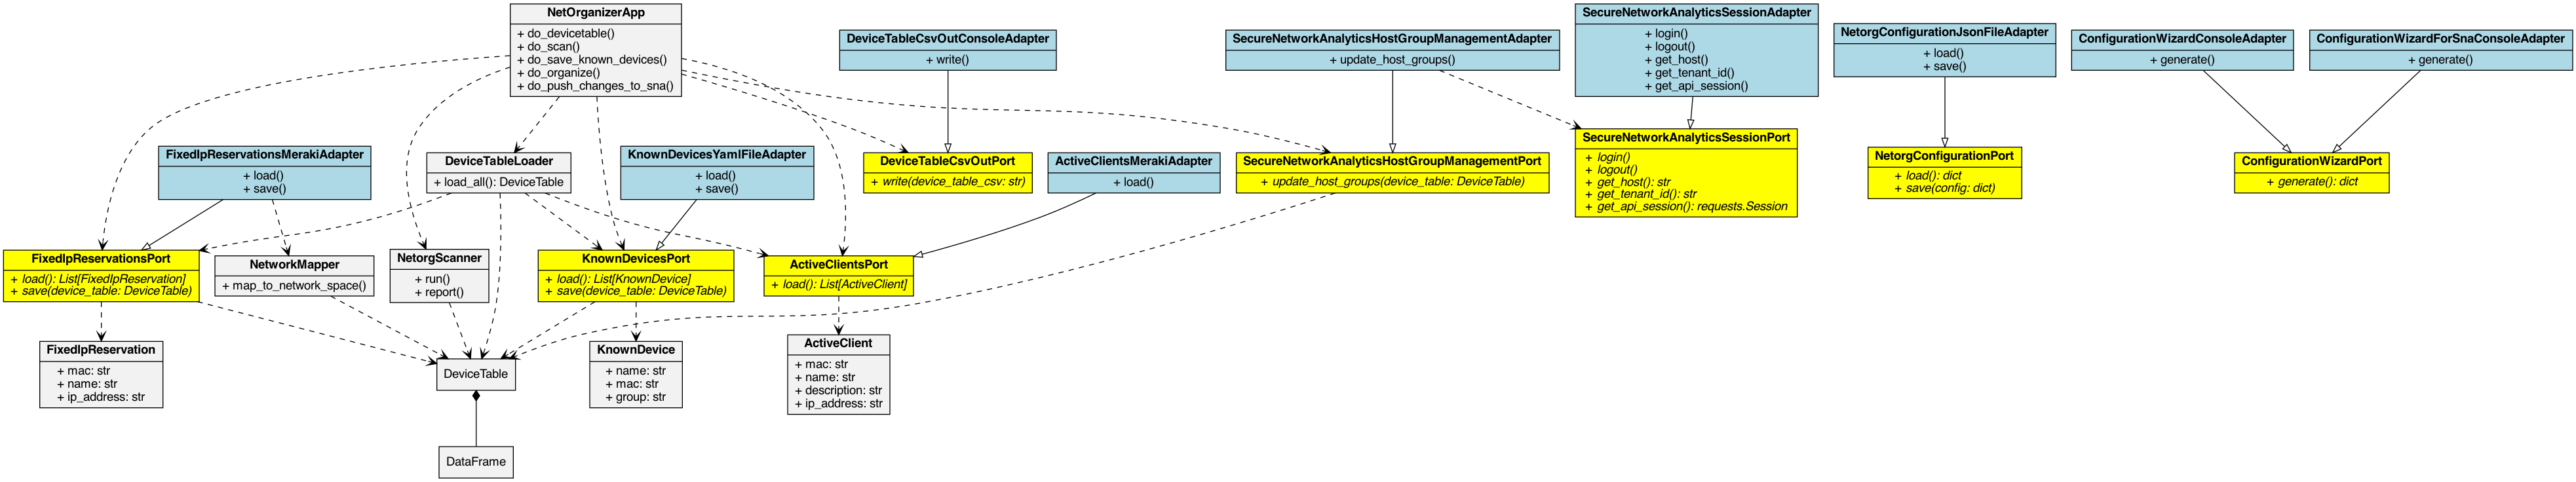 NetOrganizerApp
+ do_devicetable()
+ do_scan()
+ do_save_known_devices()
+ do_organize()
+ do_push_changes_to_sna()
DeviceTableCsvOutConsoleAdapter
+ write()
SecureNetworkAnalyticsHostGroupManagementAdapter
+ update_host_groups()
SecureNetworkAnalyticsSessionAdapter
+ login()
+ logout()
+ get_host()
+ get_tenant_id()
+ get_api_session()
NetorgConfigurationJsonFileAdapter
+ load()
+ save()
ConfigurationWizardConsoleAdapter
+ generate()
ConfigurationWizardForSnaConsoleAdapter
+ generate()
FixedIpReservationsMerakiAdapter
+ load()
+ save()
DeviceTableLoader
+ load_all(): DeviceTable
KnownDevicesYamlFileAdapter
+ load()
+ save()
DeviceTableCsvOutPort
+ write(device_table_csv: str)
ActiveClientsMerakiAdapter
+ load()
SecureNetworkAnalyticsHostGroupManagementPort
+ update_host_groups(device_table: DeviceTable)
SecureNetworkAnalyticsSessionPort
+ login()
+ logout()
+ get_host(): str
+ get_tenant_id(): str
+ get_api_session(): requests.Session
NetorgConfigurationPort
+ load(): dict
+ save(config: dict)
ConfigurationWizardPort
+ generate(): dict
FixedIpReservationsPort
+ load(): List[FixedIpReservation]
+ save(device_table: DeviceTable)
NetworkMapper
+ map_to_network_space()
NetorgScanner
+ run()
+ report()
KnownDevicesPort
+ load(): List[KnownDevice]
+ save(device_table: DeviceTable)
ActiveClientsPort
+ load(): List[ActiveClient]
FixedIpReservation
+ mac: str
+ name: str
+ ip_address: str
DeviceTable
KnownDevice
+ name: str
+ mac: str
+ group: str
ActiveClient
+ mac: str
+ name: str
+ description: str
+ ip_address: str
DataFrame